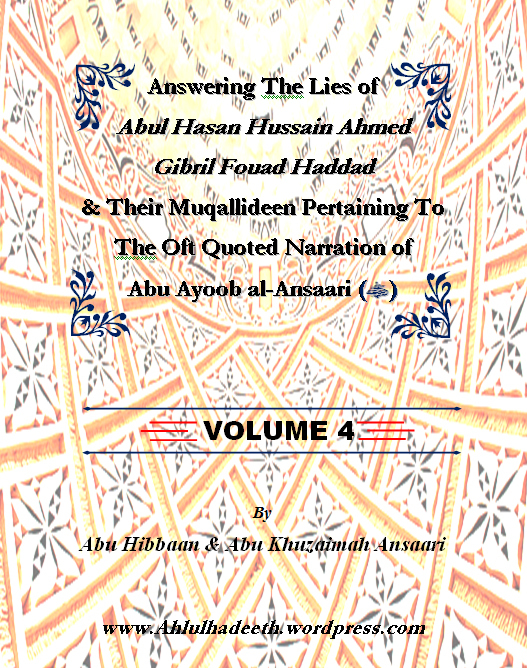 Answering The Lies of
Abul Hasan Hussain Ahmed
Gibril Fouad Haddad
& Their Muqallideen Pertaining To
The Oft Quoted Narration of
Abu Ayoob al-Ansaari ()
VOLUME 4
By
Abu Hibbaan & Abu Khuzaimah Ansaari
www.Ahlulhadeeth.wordpress.com